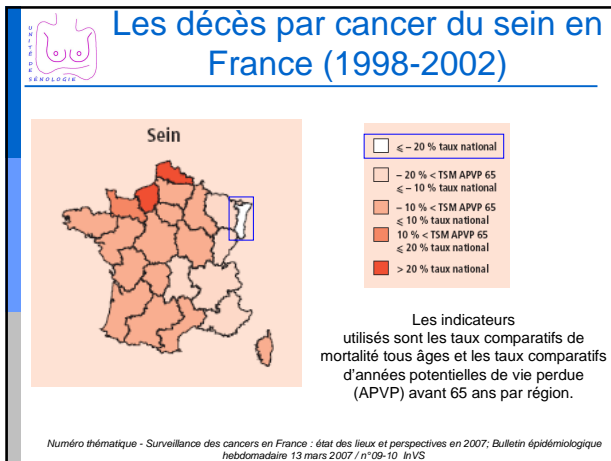 UNITÉ DE SÉNOLOGIE
Les décès par cancer du sein en
France (1998-2002)
Sein
⩽ – 20 % taux national
– 20 % < TSM APVP 65
⩽ – 10 % taux national
– 10 % < TSM APVP 65
⩽ 10 % taux national
10 % < TSM APVP 65
⩽ 20 % taux national
> 20 % taux national
Les indicateurs
utilisés sont les taux comparatifs de
mortalité tous âges et les taux comparatifs
d'années potentielles de vie perdue
(APVP) avant 65 ans par région.
Numéro thématique - Surveillance des cancers en France : état des lieux et perspectives en 2007; Bulletin épidémiologique
hebdomadaire 13 mars 2007 / n°09-10 InVS